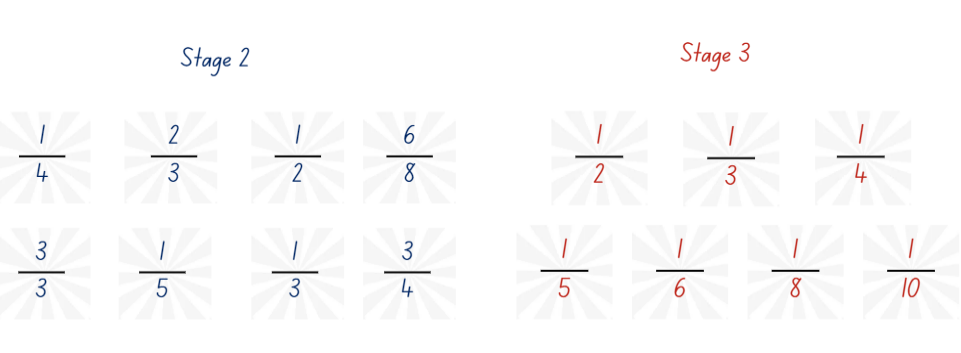 Stage 2
1/4 2/3 1/2 6/8
3/3 1/5 1/3 3/4
Stage 3
1/2 1/3 1/4
1/5 1/6 1/8 1/10